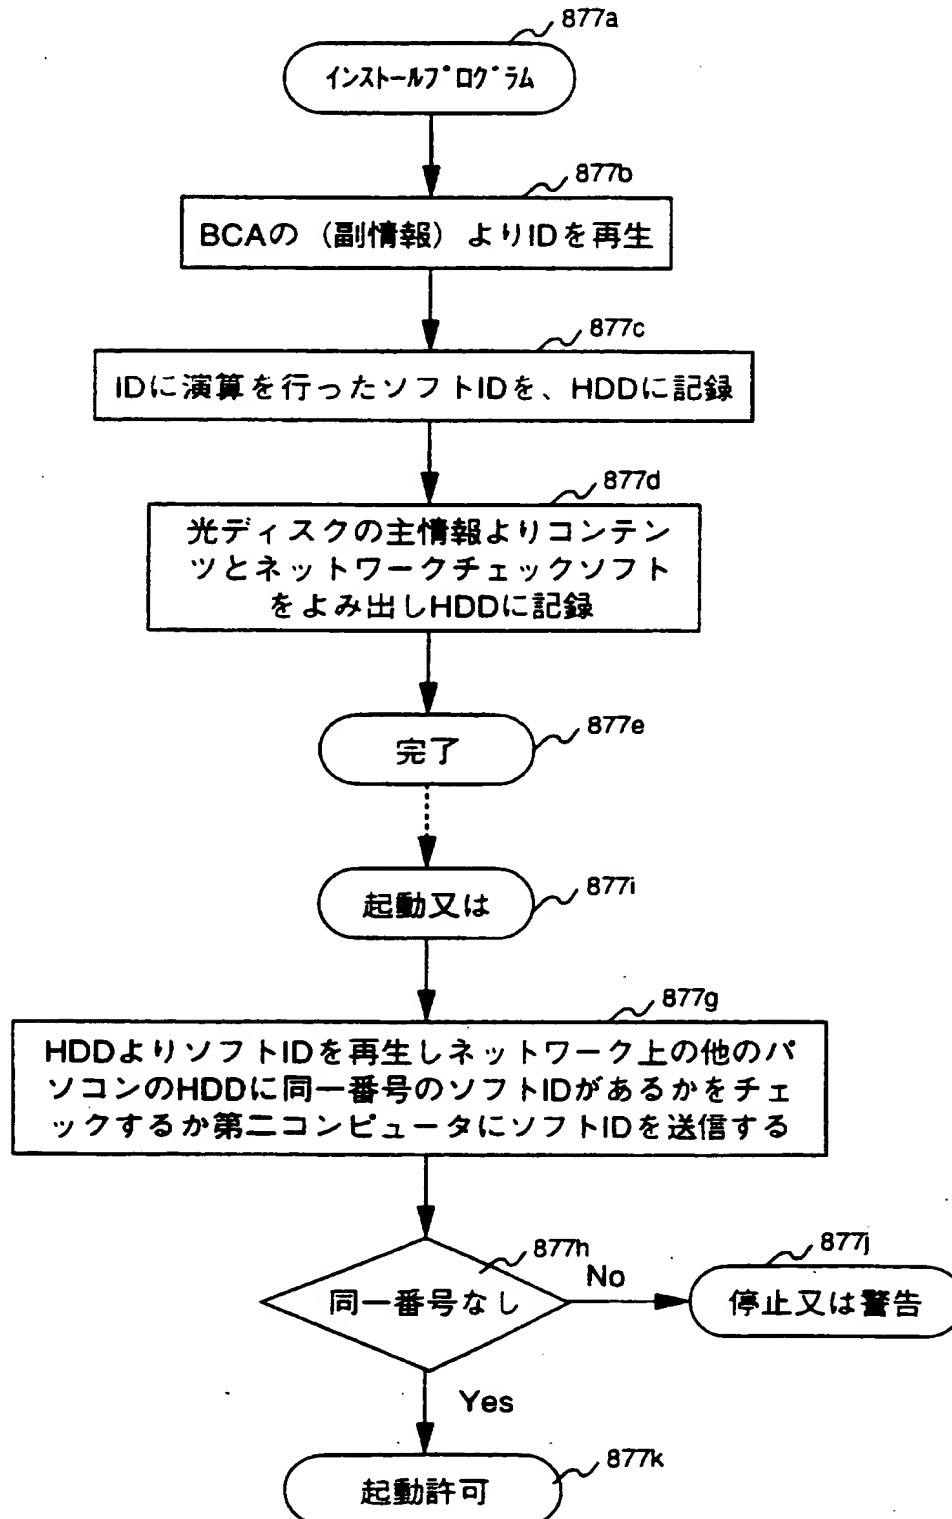 877a
インストールプログラム
877b
BCAの（副情報）よりIDを再生
877c
IDに演算を行ったソフトIDを、HDDに記録
877d
光ディスクの主情報よりコンテン
ツとネットワークチェックソフト
をよみ出しHDDに記録
877e
完了
877i
起動又は
877g
HDDよりソフトIDを再生しネットワーク上の他のパ
ソコンのHDDに同一番号のソフトIDがあるかをチェ
ックするか第二コンピュータにソフトIDを送信する
877h
同一番号なし
No
877j
停止又は警告
Yes
877k
起動許可